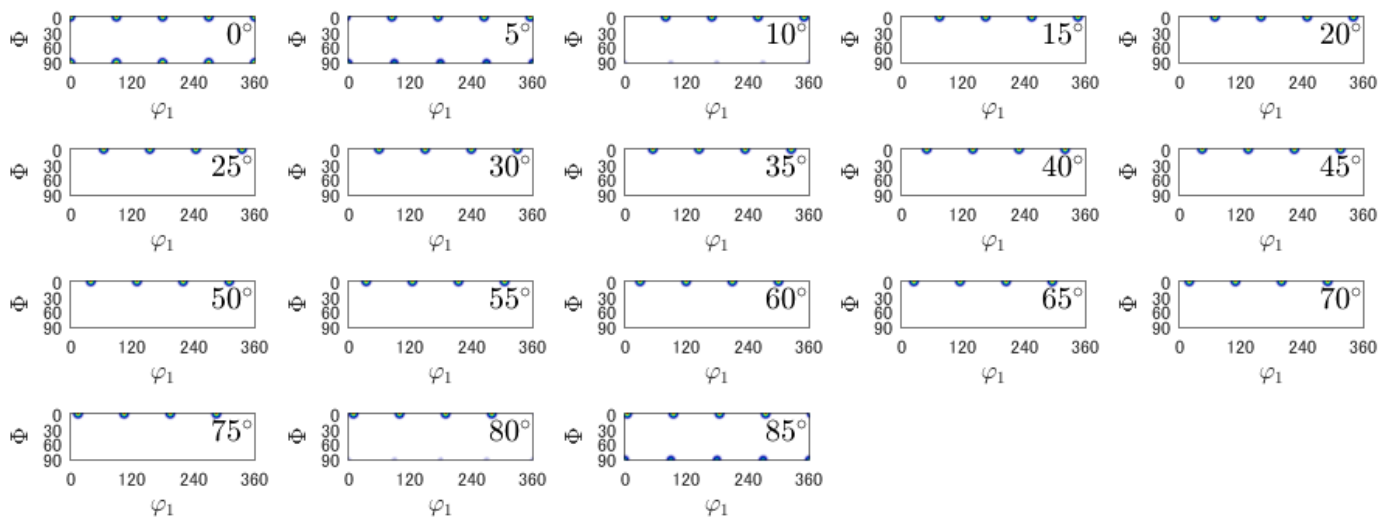 Φ 0 30 60 90 0° 0 120 240 360 φ₁
Φ 0 30 60 90 5° 0 120 240 360 φ₁
Φ 0 30 60 90 10° 0 120 240 360 φ₁
Φ 0 30 60 90 15° 0 120 240 360 φ₁
Φ 0 30 60 90 20° 0 120 240 360 φ₁
Φ 0 30 60 90 25° 0 120 240 360 φ₁
Φ 0 30 60 90 30° 0 120 240 360 φ₁
Φ 0 30 60 90 35° 0 120 240 360 φ₁
Φ 0 30 60 90 40° 0 120 240 360 φ₁
Φ 0 30 60 90 45° 0 120 240 360 φ₁
Φ 0 30 60 90 50° 0 120 240 360 φ₁
Φ 0 30 60 90 55° 0 120 240 360 φ₁
Φ 0 30 60 90 60° 0 120 240 360 φ₁
Φ 0 30 60 90 65° 0 120 240 360 φ₁
Φ 0 30 60 90 70° 0 120 240 360 φ₁
Φ 0 30 60 90 75° 0 120 240 360 φ₁
Φ 0 30 60 90 80° 0 120 240 360 φ₁
Φ 0 30 60 90 85° 0 120 240 360 φ₁